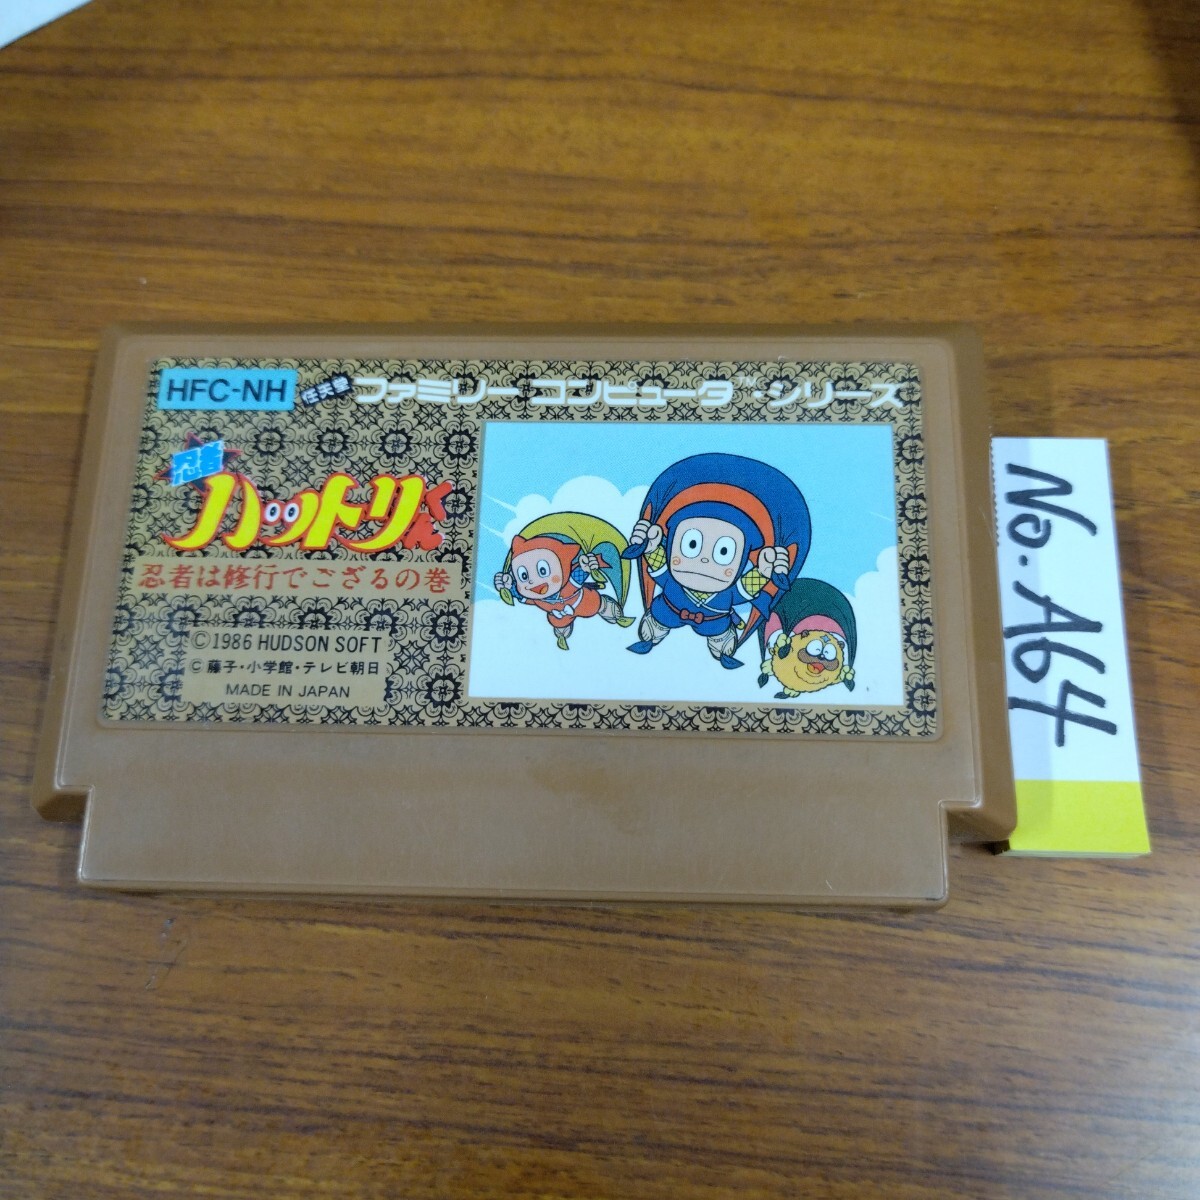 HFC-NH
任天堂 ファミリーコンピュータ™・シリーズ
忍者
ハットリくん
忍者は修行でござるの巻
©1986 HUDSON SOFT
©藤子・小学館・テレビ朝日
MADE IN JAPAN
No.A64